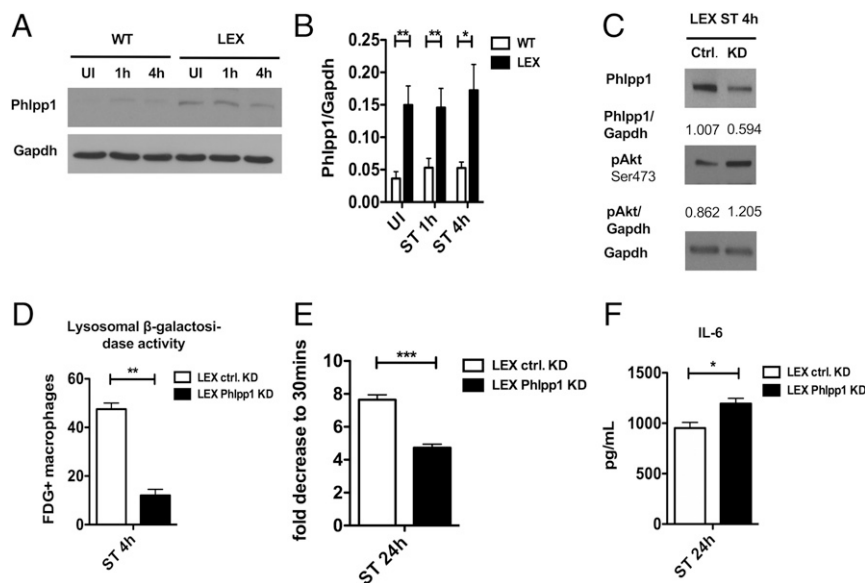 A
WT LEX
UI 1h 4h UI 1h 4h
Phlpp1
Gapdh
B
** ** *
WT
LEX
Phlpp1/Gapdh
0.25
0.20
0.15
0.10
0.05
0.00
UI
ST 1h
ST 4h
C
LEX ST 4h
Ctrl. KD
Phlpp1
Phlpp1/
Gapdh 1.007 0.594
pAkt
Ser473
pAkt/
Gapdh 0.862 1.205
Gapdh
D
Lysosomal β-galactosi-
dase activity
**
LEX ctrl. KD
LEX Phlpp1 KD
FDG+ macrophages
60
40
20
0
ST 4h
E
***
LEX ctrl. KD
LEX Phlpp1 KD
fold decrease to 30mins
10
8
6
4
2
0
ST 24h
F
IL-6
*
LEX ctrl. KD
LEX Phlpp1 KD
pg/mL
1500
1000
500
0
ST 24h